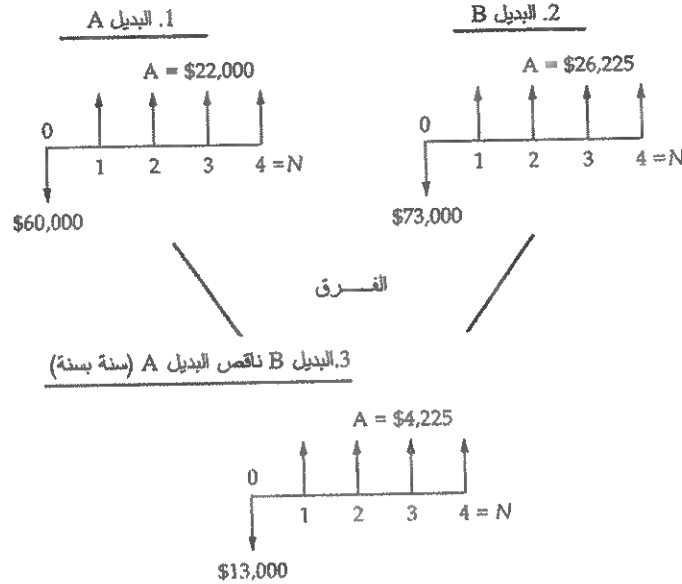 1. البديل A
A = $22,000
0
1 2 3 4 = N
$60,000
2. البديل B
A = $26,225
0
1 2 3 4 = N
$73,000
الفـــرق
3.البديل B ناقص البديل A (سنة بسنة)
A = $4,225
0
1 2 3 4 = N
$13,000